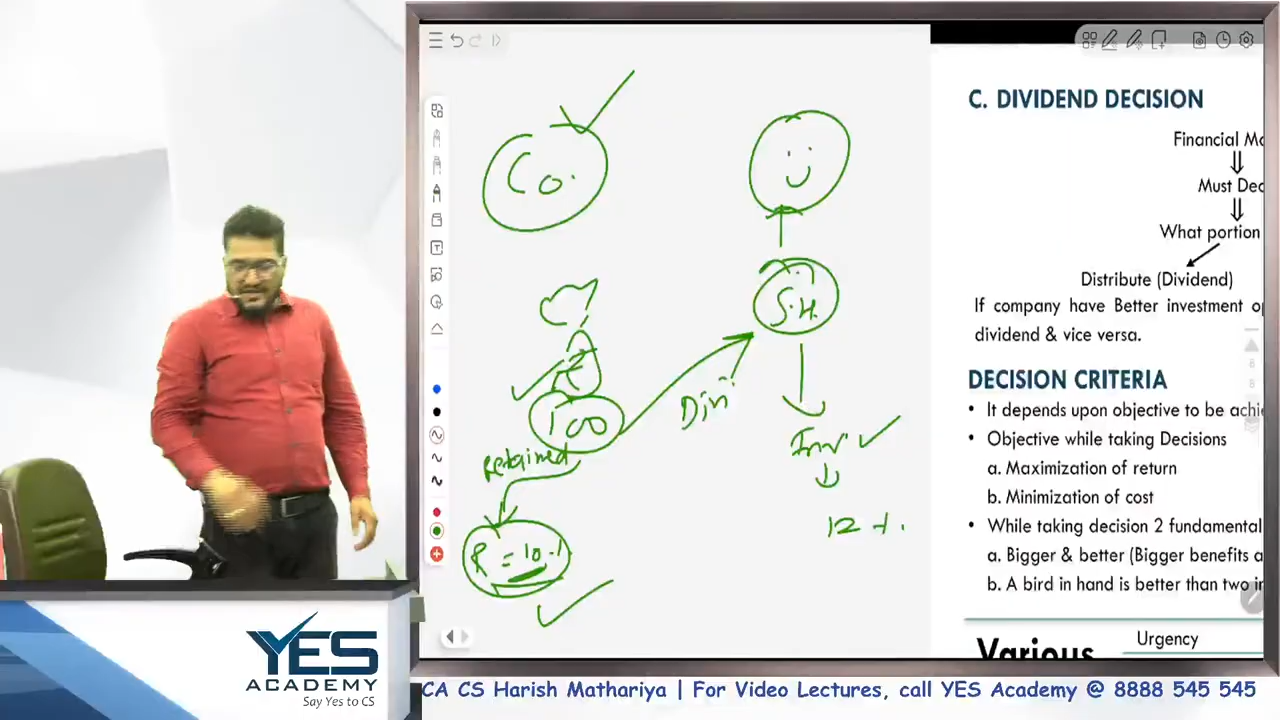 Co.
S.H.
100
Retained
Div.
Inv.
R = 10%
12%
C. DIVIDEND DECISION
Financial Ma
Must Dec
What portion
Distribute (Dividend)
If company have Better investment op
dividend & vice versa.
DECISION CRITERIA
• It depends upon objective to be achie
• Objective while taking Decisions
a. Maximization of return
b. Minimization of cost
• While taking decision 2 fundamental
a. Bigger & better (Bigger benefits a
b. A bird in hand is better than two in
Various
Urgency
YES
ACADEMY
Say Yes to CS
CA CS Harish Mathariya | For Video Lectures, call YES Academy @ 8888 545 545